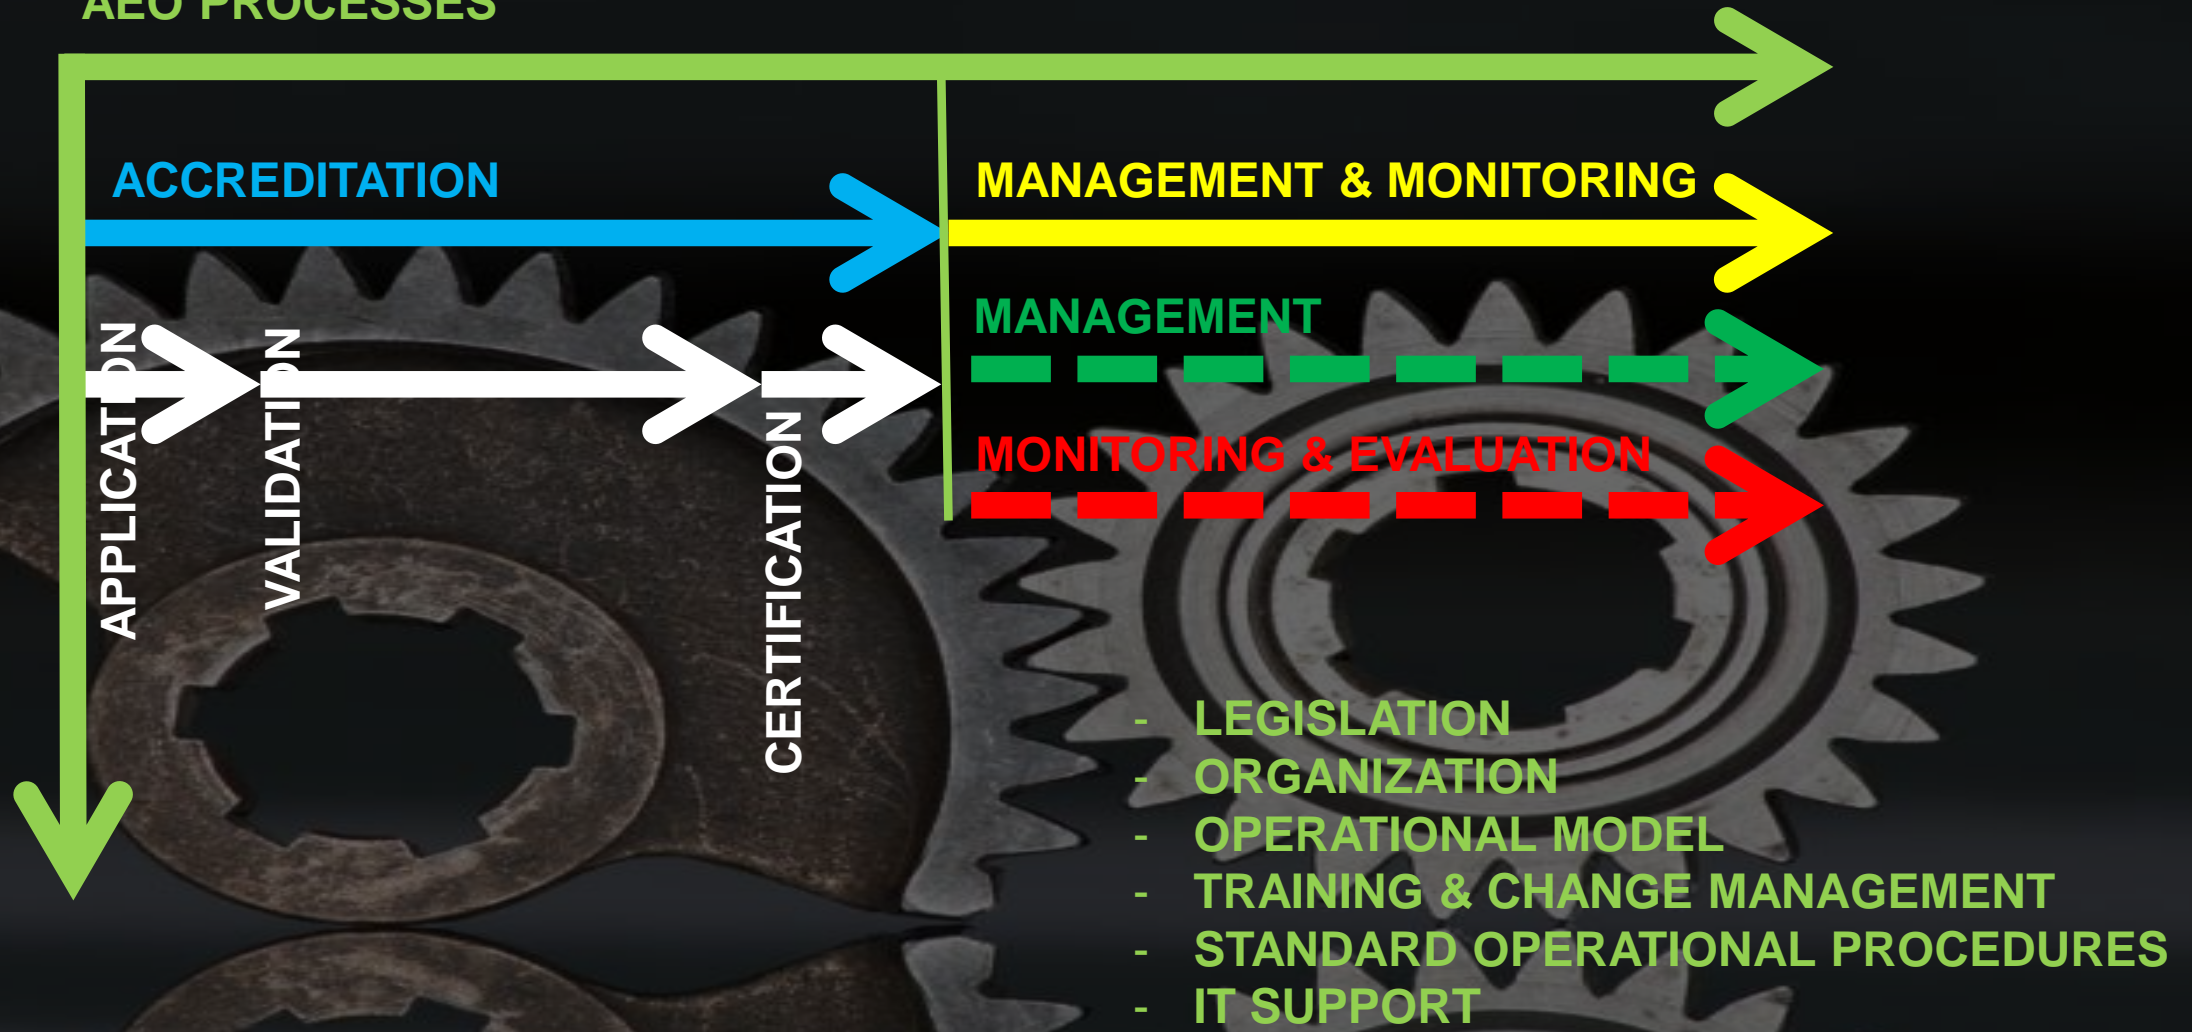 AEO PROCESSES
ACCREDITATION
MANAGEMENT & MONITORING
MANAGEMENT
MONITORING & EVALUATION
APPLICATION
VALIDATION
CERTIFICATION
- LEGISLATION
- ORGANIZATION
- OPERATIONAL MODEL
- TRAINING & CHANGE MANAGEMENT
- STANDARD OPERATIONAL PROCEDURES
- IT SUPPORT